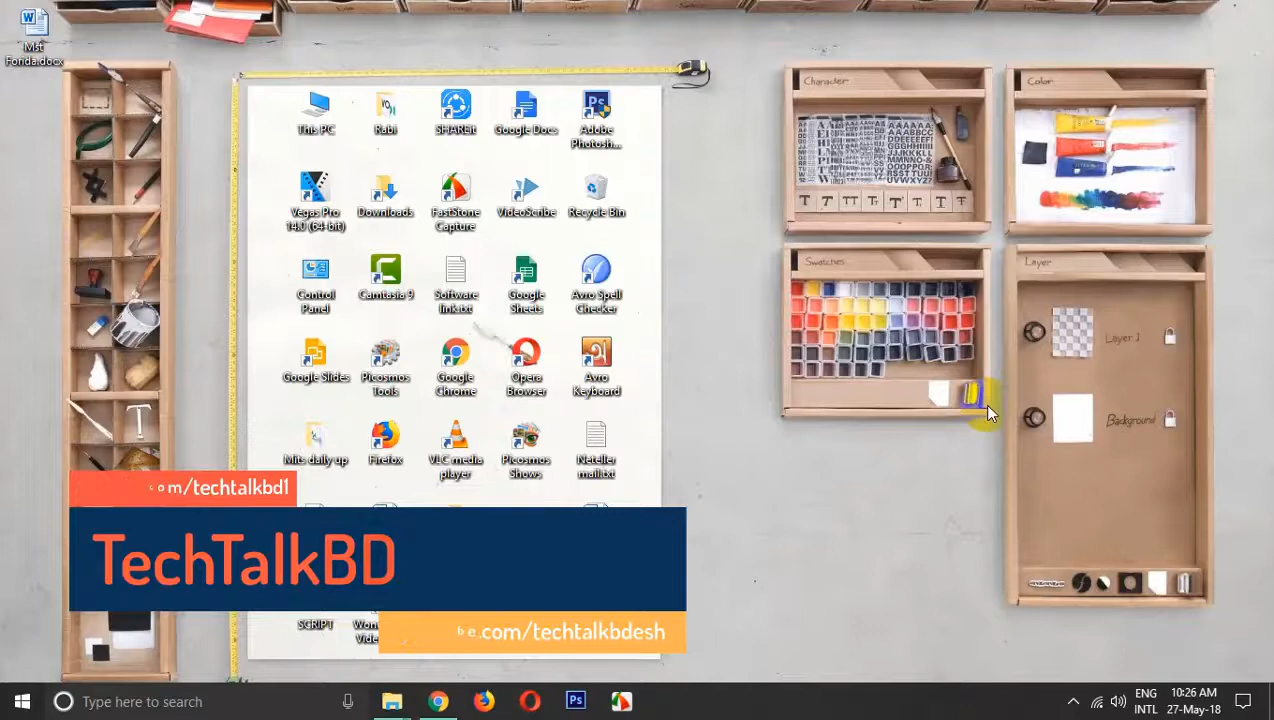 Mst
Forida.docx
Character
Color
This PC
Rabi
SHAREit
Google Docs
Adobe
Photosh...
Vegas Pro
14.0 (64-bit)
Downloads
FastStone
Capture
VideoScribe
Recycle Bin
Swatches
Layer
Control
Panel
Camtasia 9
Software
link.txt
Google
Sheets
Avro Spell
Checker
Layer 1
Google Slides
Picosmos
Tools
Google
Chrome
Opera
Browser
Avro
Keyboard
Background
Mits daily up
Firefox
VLC media
player
Picosmos
Shows
Neteller
mail.txt
om/techtalkbd1
TechTalkBD
SCRIPT
be.com/techtalkbdesh
Type here to search
ENG
INTL
10:26 AM
27-May-18